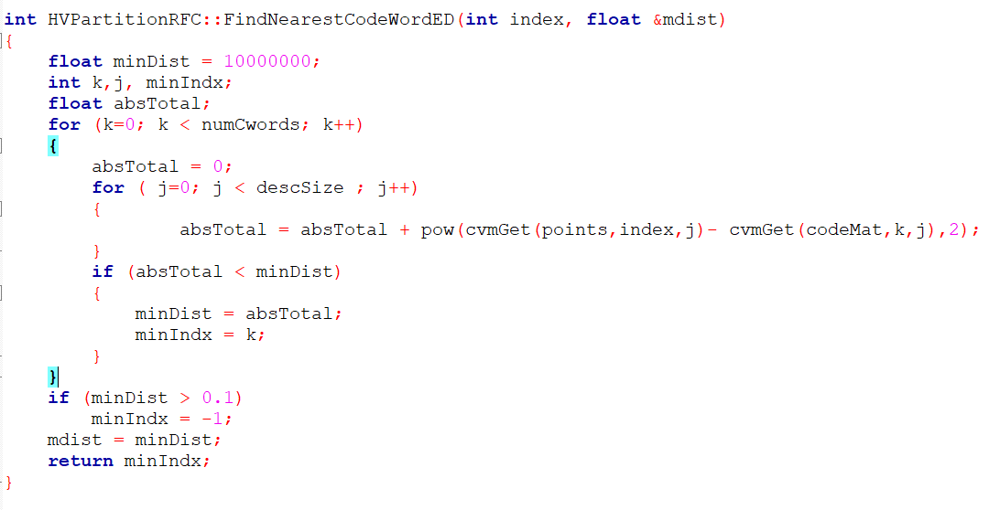 int HVPartitionRFC::FindNearestCodeWordED(int index, float &mdist)
{
    float minDist = 10000000;
    int k,j, minIndx;
    float absTotal;
    for (k=0; k < numCwords; k++)
    {
        absTotal = 0;
        for ( j=0; j < descSize ; j++)
        {
                absTotal = absTotal + pow(cvmGet(points,index,j)- cvmGet(codeMat,k,j),2);
        }
        if (absTotal < minDist)
        {
            minDist = absTotal;
            minIndx = k;
        }
    }
    if (minDist > 0.1)
        minIndx = -1;
    mdist = minDist;
    return minIndx;
}